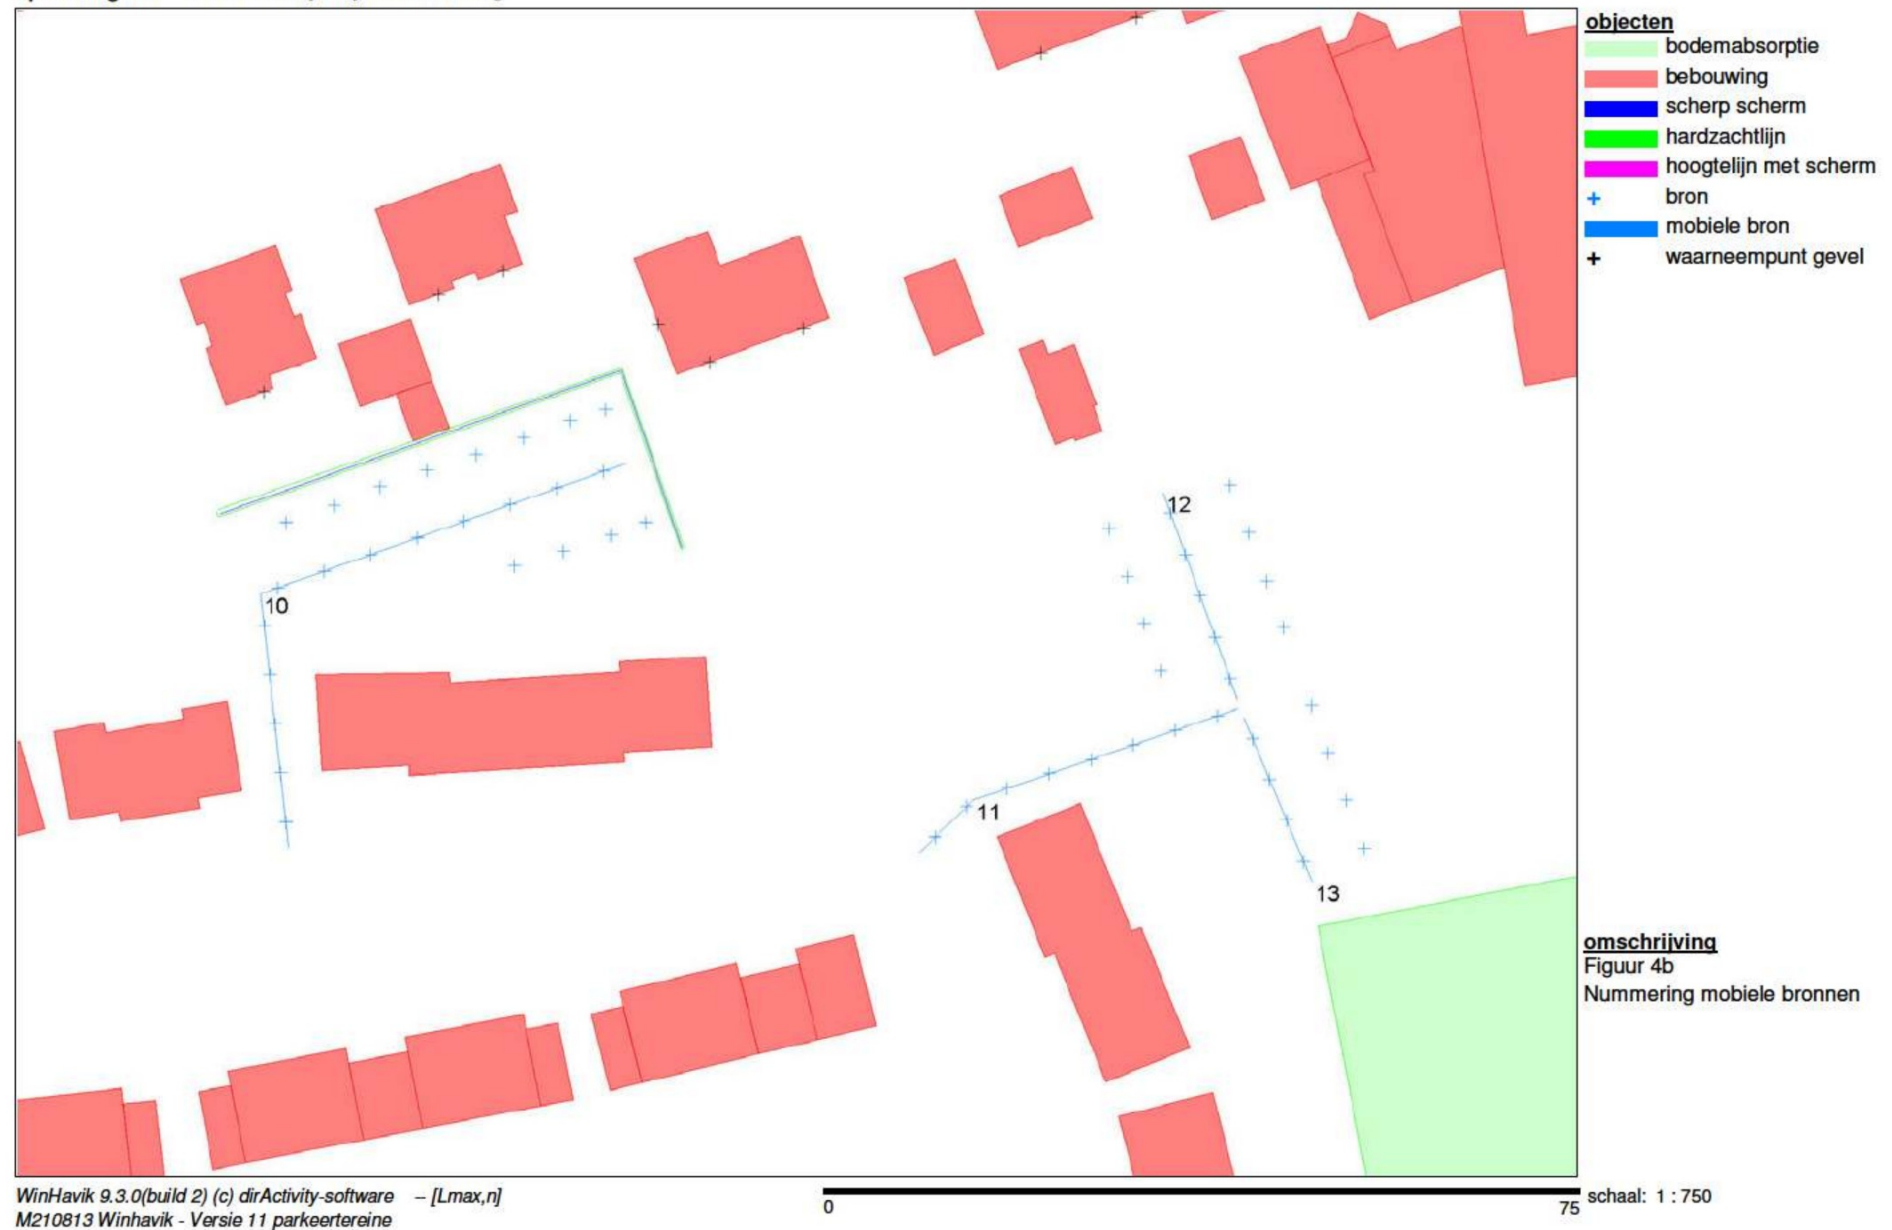 objecten
bodemabsorptie
bebouwing
scherp scherm
hardzachtlijn
hoogtelijn met scherm
bron
mobiele bron
waarneempunt gevel
12
10
11
13
omschrijving
Figuur 4b
Nummering mobiele bronnen
WinHavik 9.3.0(build 2) (c) dirActivity-software – [Lmax,n]
0
75
schaal: 1 : 750
M210813 Winhavik - Versie 11 parkeertereine